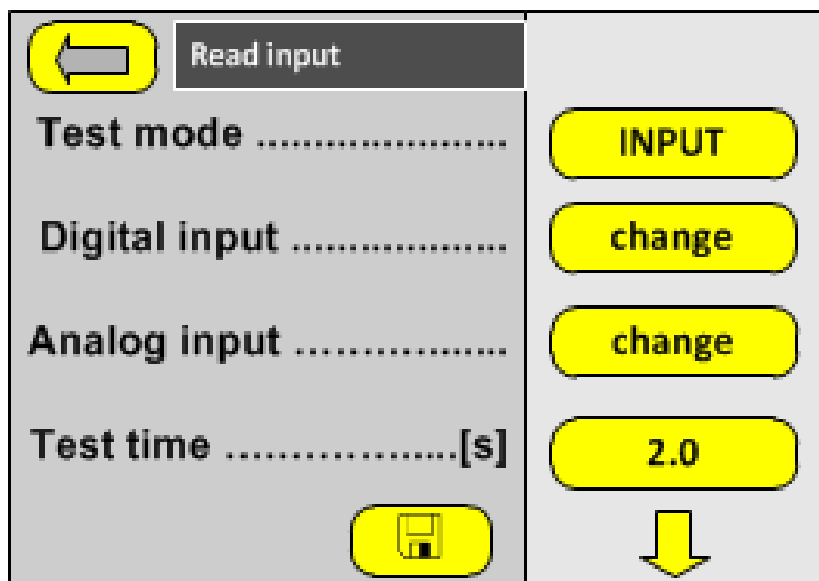 Read input
Test mode ........................ INPUT
Digital input .................... change
Analog input .................... change
Test time ......................[s] 2.0